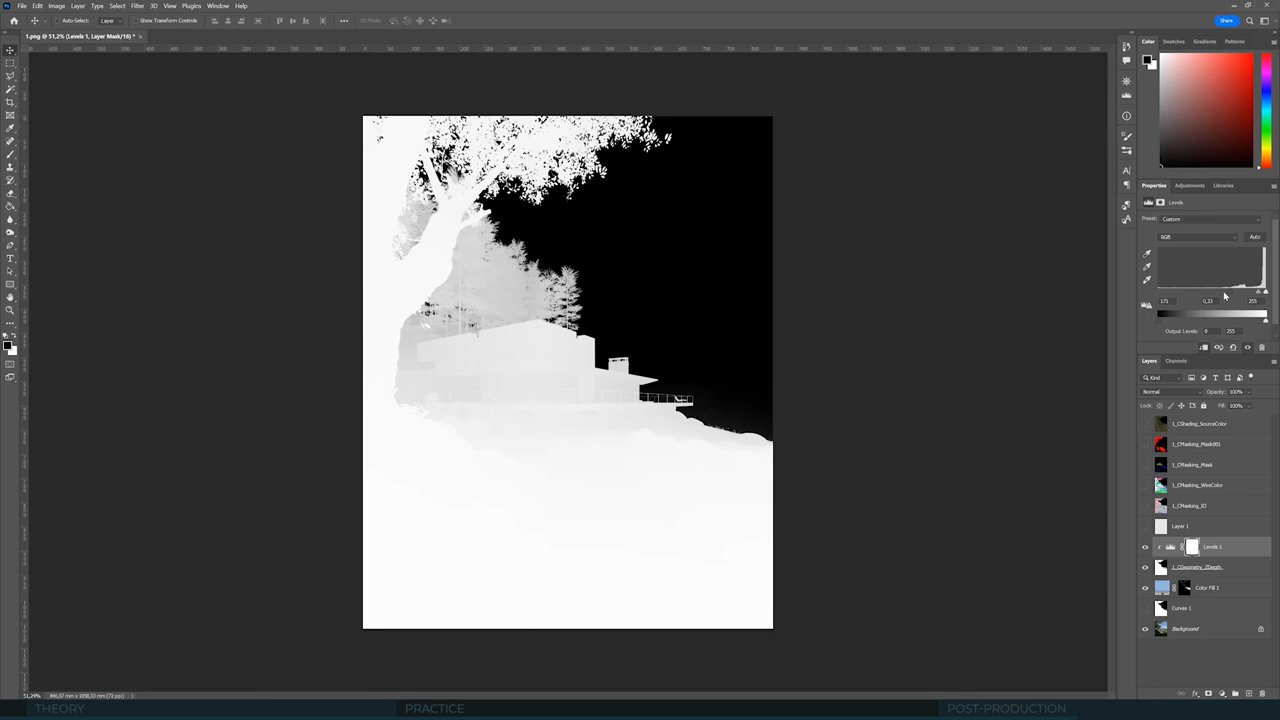 File Edit Image Layer Type Select Filter 3D View Plugins Window Help
Auto-Select: Layer Show Transform Controls 3D Mode: Share
1.png @ 51,2% (Levels 1, Layer Mask/16) *
Color Swatches Gradients Patterns
Properties Adjustments Libraries
Levels
Preset: Custom
RGB Auto
171 0,33 255
Output Levels: 0 255
Layers Channels
Kind
Normal Opacity: 100%
Lock: Fill: 100%
1_CShading_SourceColor
1_CMasking_Mask001
1_CMasking_Mask
1_CMasking_WireColor
1_CMasking_ID
Layer 1
Levels 1
1_CGeometry_ZDepth
Color Fill 1
Curves 1
Background
THEORY PRACTICE POST-PRODUCTION